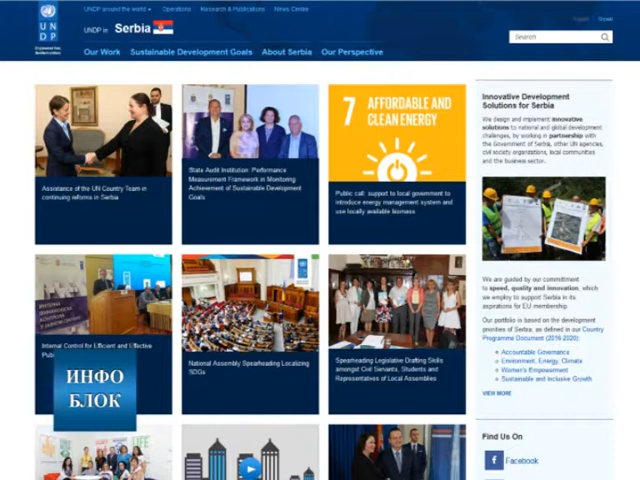 UNDP around the world
Operations
Research & Publications
News Centre
U N
D P
UNDP in Serbia
Search
Our Work
Sustainable Development Goals
About Serbia
Our Perspective
Assistance of the UN Country Team in
continuing reforms in Serbia
State Audit Institution: Performance
Measurement Framework in Monitoring
Achievement of Sustainable Development
Goals
7 AFFORDABLE AND
CLEAN ENERGY
Public call: support to local government to
introduce energy management system and
use locally available biomass
Internal Control for Efficient and Effective
ИНФО
БЛОК
National Assembly Spearheading Localizing
SDGs
Spearheading Legislative Drafting Skills
amongst Civil Servants, Students and
Representatives of Local Assemblies
LIFE
Innovative Development
Solutions for Serbia
We design and implement innovative
solutions to national and global development
challenges, by working in partnership with
the Government of Serbia, other UN agencies,
civil society organizations, local communities
and the business sector.
We are guided by our commitment
to speed, quality and innovation, which
we employ to support Serbia in its
aspirations for EU membership.
Our portfolio is based on the development
priorities of Serbia, as defined in our Country
Programme Document (2016-2020):
Accountable Governance
Environment, Energy, Climate
Women's Empowerment
Sustainable and Inclusive Growth
VIEW MORE
Find Us On
Facebook